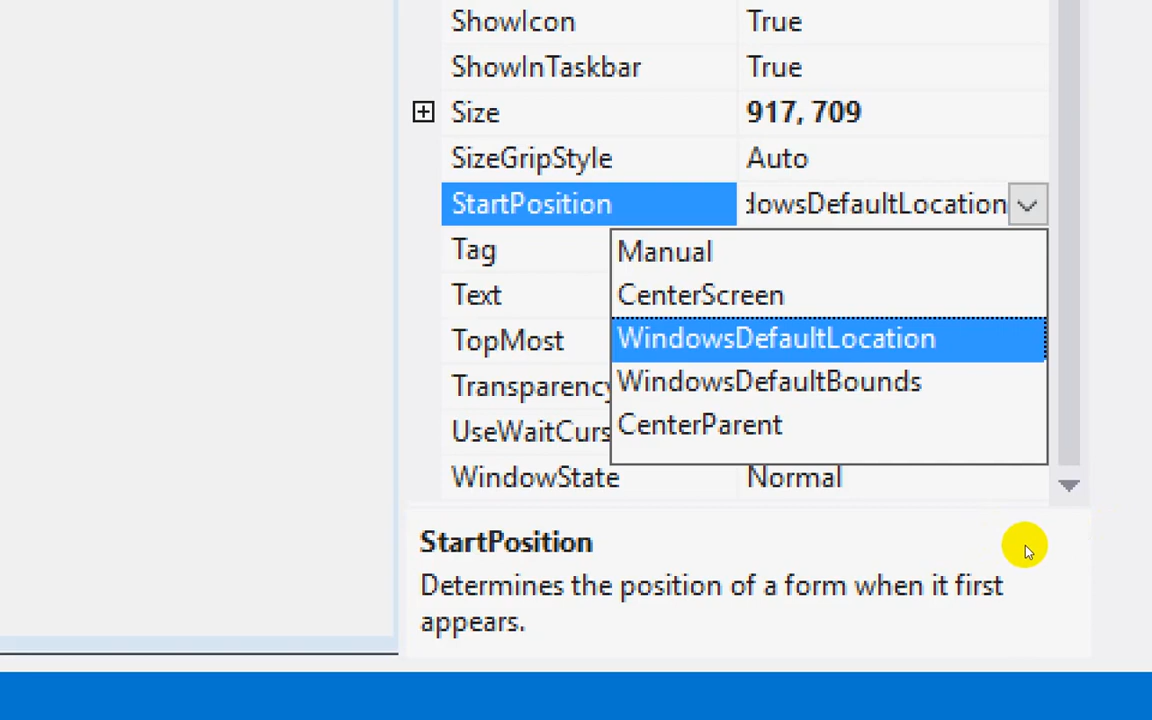 ShowIcon True
ShowInTaskbar True
Size 917, 709
SizeGripStyle Auto
StartPosition dowsDefaultLocation
Tag
Manual
Text
CenterScreen
TopMost
WindowsDefaultLocation
Transparency
WindowsDefaultBounds
UseWaitCurs
CenterParent
WindowState Normal
StartPosition
Determines the position of a form when it first
appears.